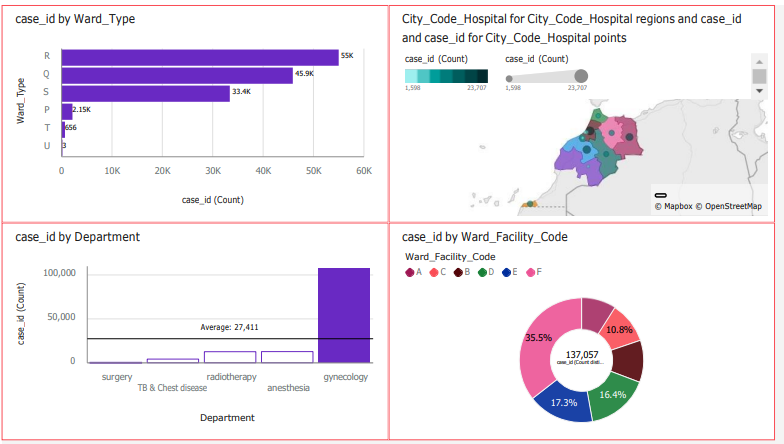 case_id by Ward_Type
Ward_Type
R
55K
Q
45.9K
S
33.4K
P
2.15K
T
656
U
3
0
10K
20K
30K
40K
50K
60K
case_id (Count)
City_Code_Hospital for City_Code_Hospital regions and case_id
and case_id for City_Code_Hospital points
case_id (Count)
1,598
23,707
case_id (Count)
1,598
23,707
© Mapbox © OpenStreetMap
case_id by Department
case_id (Count)
100,000
50,000
0
Average: 27,411
surgery
TB & Chest disease
radiotherapy
anesthesia
gynecology
Department
case_id by Ward_Facility_Code
Ward_Facility_Code
A
C
B
D
E
F
10.8%
16.4%
17.3%
35.5%
137,057
case_id (Count disti...